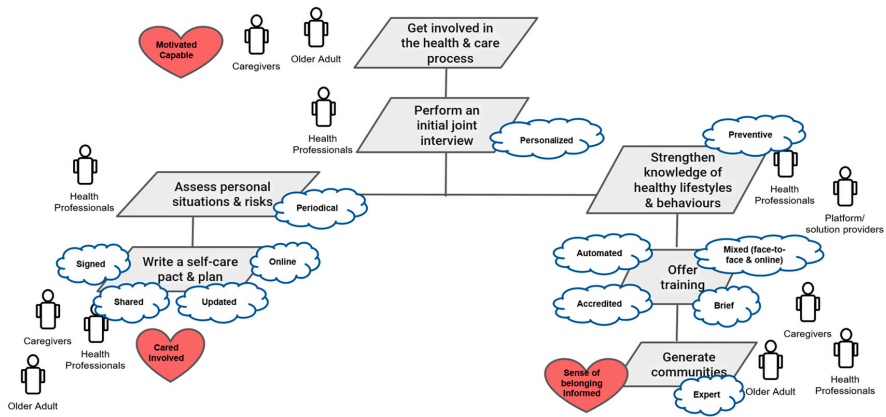 Get involved in
the health & care
process
Motivated
Capable
Caregivers
Older Adult
Perform an
initial joint
interview
Health
Professionals
Personalized
Preventive
Strengthen
knowledge of
healthy lifestyles
& behaviours
Health
Professionals
Platform/
solution providers
Assess personal
situations & risks
Health
Professionals
Periodical
Write a self-care
pact & plan
Signed
Online
Shared
Updated
Caregivers
Health
Professionals
Older Adult
Cared
Involved
Automated
Mixed (face-to-
face & online)
Offer
training
Accredited
Brief
Caregivers
Generate
communities
Sense of
belonging
Informed
Expert
Older Adult
Health
Professionals